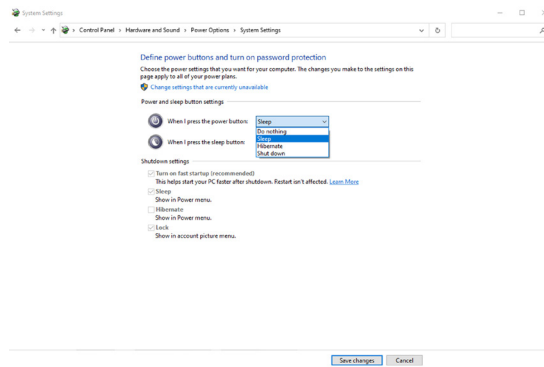 System Settings
Control Panel > Hardware and Sound > Power Options > System Settings
Define power buttons and turn on password protection
Choose the power settings that you want for your computer. The changes you make to the settings on this
page apply to all of your power plans.
Change settings that are currently unavailable
Power and sleep button settings
When I press the power button: Sleep
Do nothing
Sleep
When I press the sleep button: Hibernate
Shut down
Shutdown settings
Turn on fast startup (recommended)
This helps start your PC faster after shutdown. Restart isn't affected. Learn More
Sleep
Show in Power menu.
Hibernate
Show in Power menu.
Lock
Show in account picture menu.
Save changes Cancel